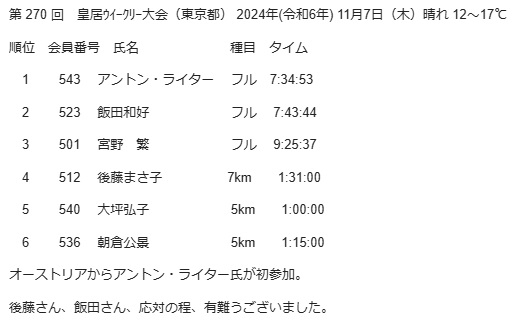 第 270 回　皇居ｳｲｰｸﾘｰ大会（東京都） 2024年(令和6年) 11月7日（木）晴れ 12～17℃
順位　会員番号　氏名　種目　タイム
1　543　アントン・ライター　フル　7:34:53
2　523　飯田和好　フル　7:43:44
3　501　宮野　繁　フル　9:25:37
4　512　後藤まさ子　7km　1:31:00
5　540　大坪弘子　5km　1:00:00
6　536　朝倉公景　5km　1:15:00
オーストリアからアントン・ライター氏が初参加。
後藤さん、飯田さん、応対の程、有難うございました。